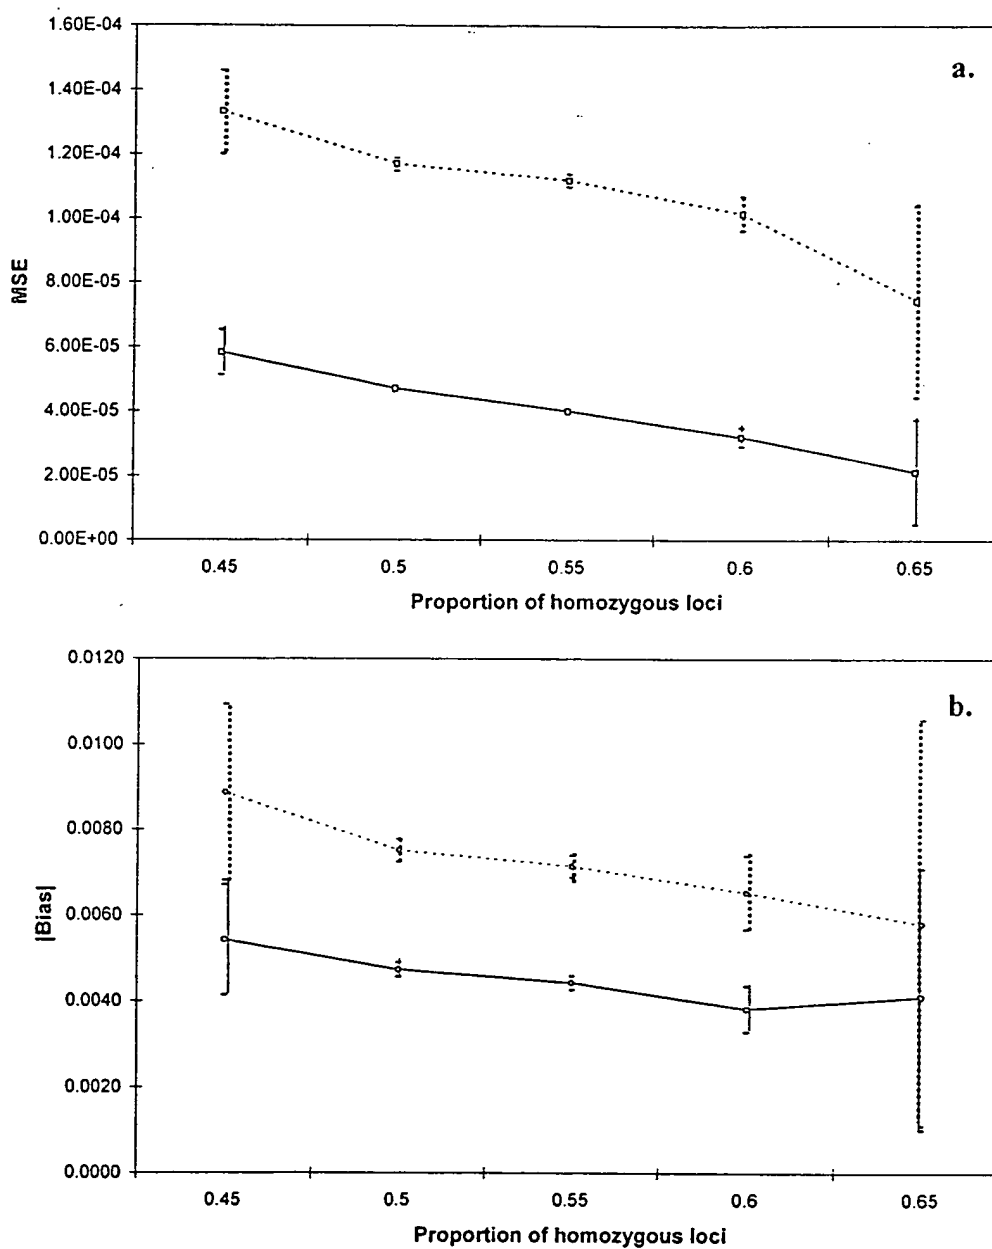 1.60E-04
a.
1.40E-04
1.20E-04
1.00E-04
8.00E-05
6.00E-05
4.00E-05
2.00E-05
0.00E+00
MSE
0.45 0.5 0.55 0.6 0.65
Proportion of homozygous loci
0.0120
b.
0.0100
0.0080
0.0060
0.0040
0.0020
0.0000
|Bias|
0.45 0.5 0.55 0.6 0.65
Proportion of homozygous loci